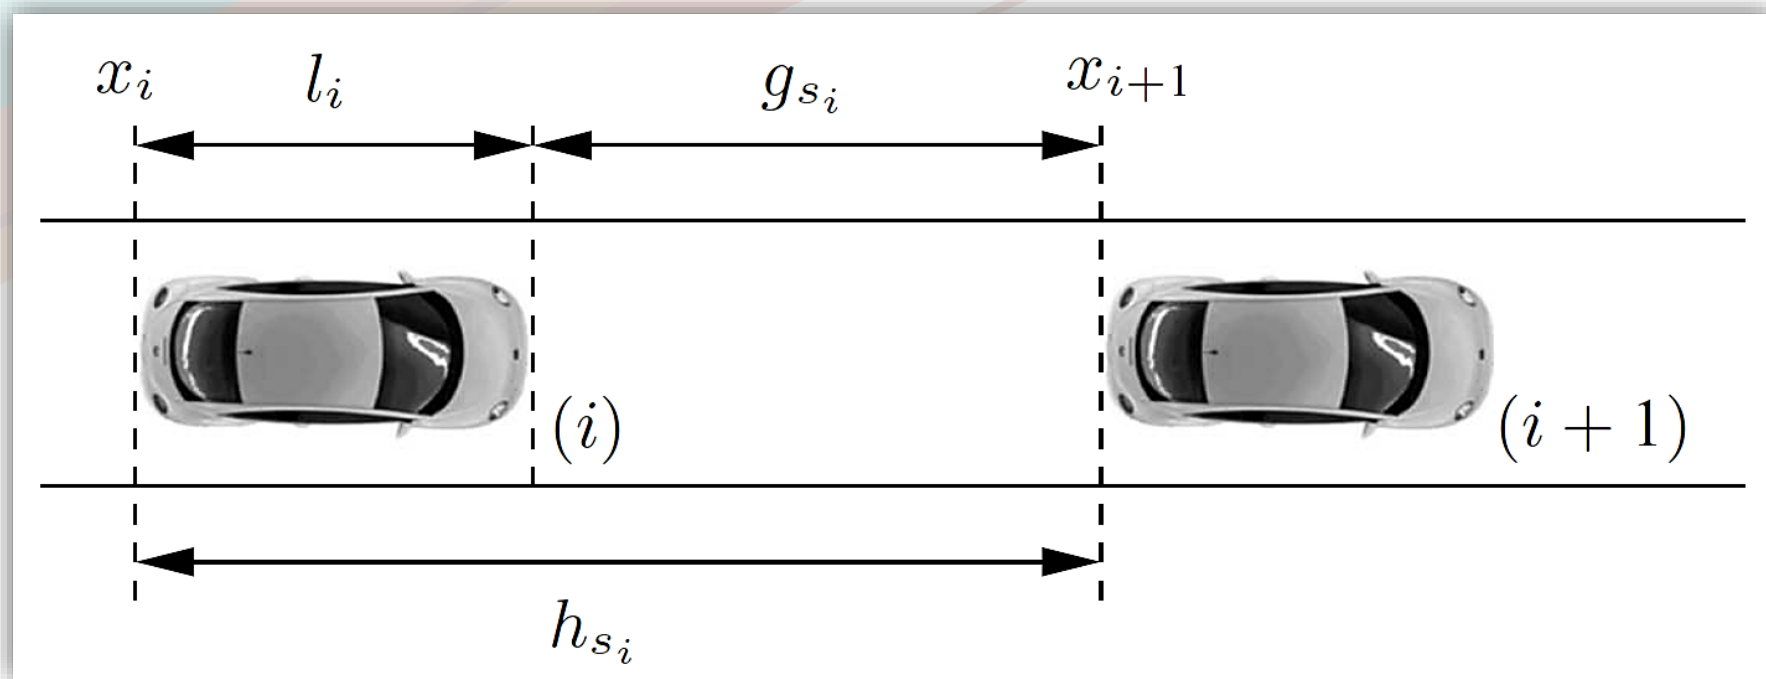 x_i l_i g_{s_i} x_{i+1}
(i) (i + 1)
h_{s_i}